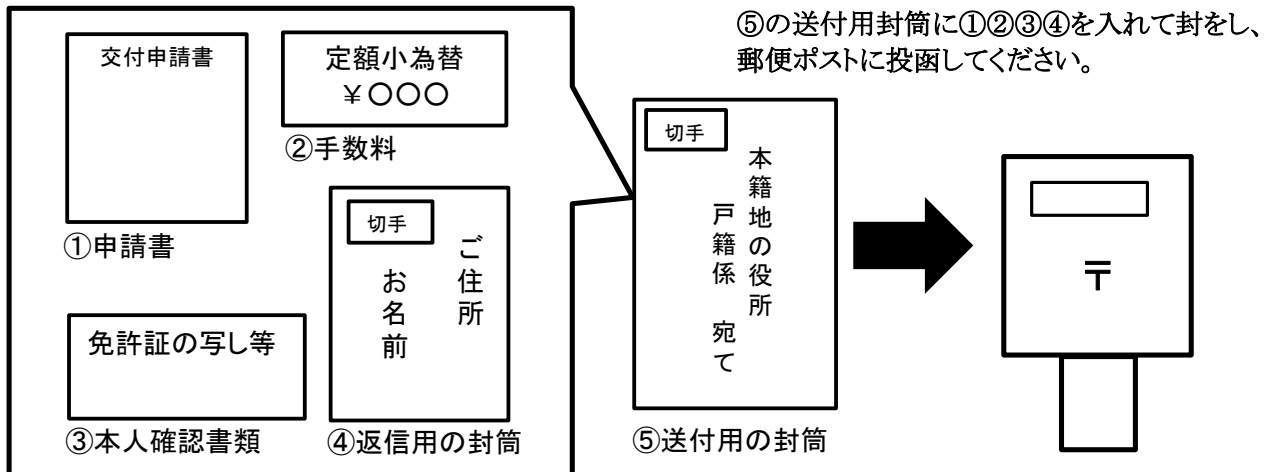 ⑤の送付用封筒に①②③④を入れて封をし、
郵便ポストに投函してください。
交付申請書
①申請書
定額小為替
￥〇〇〇
②手数料
免許証の写し等
③本人確認書類
切手
ご住所
お名前
④返信用の封筒
切手
本籍地の役所
戸籍係 宛て
⑤送付用の封筒
〒